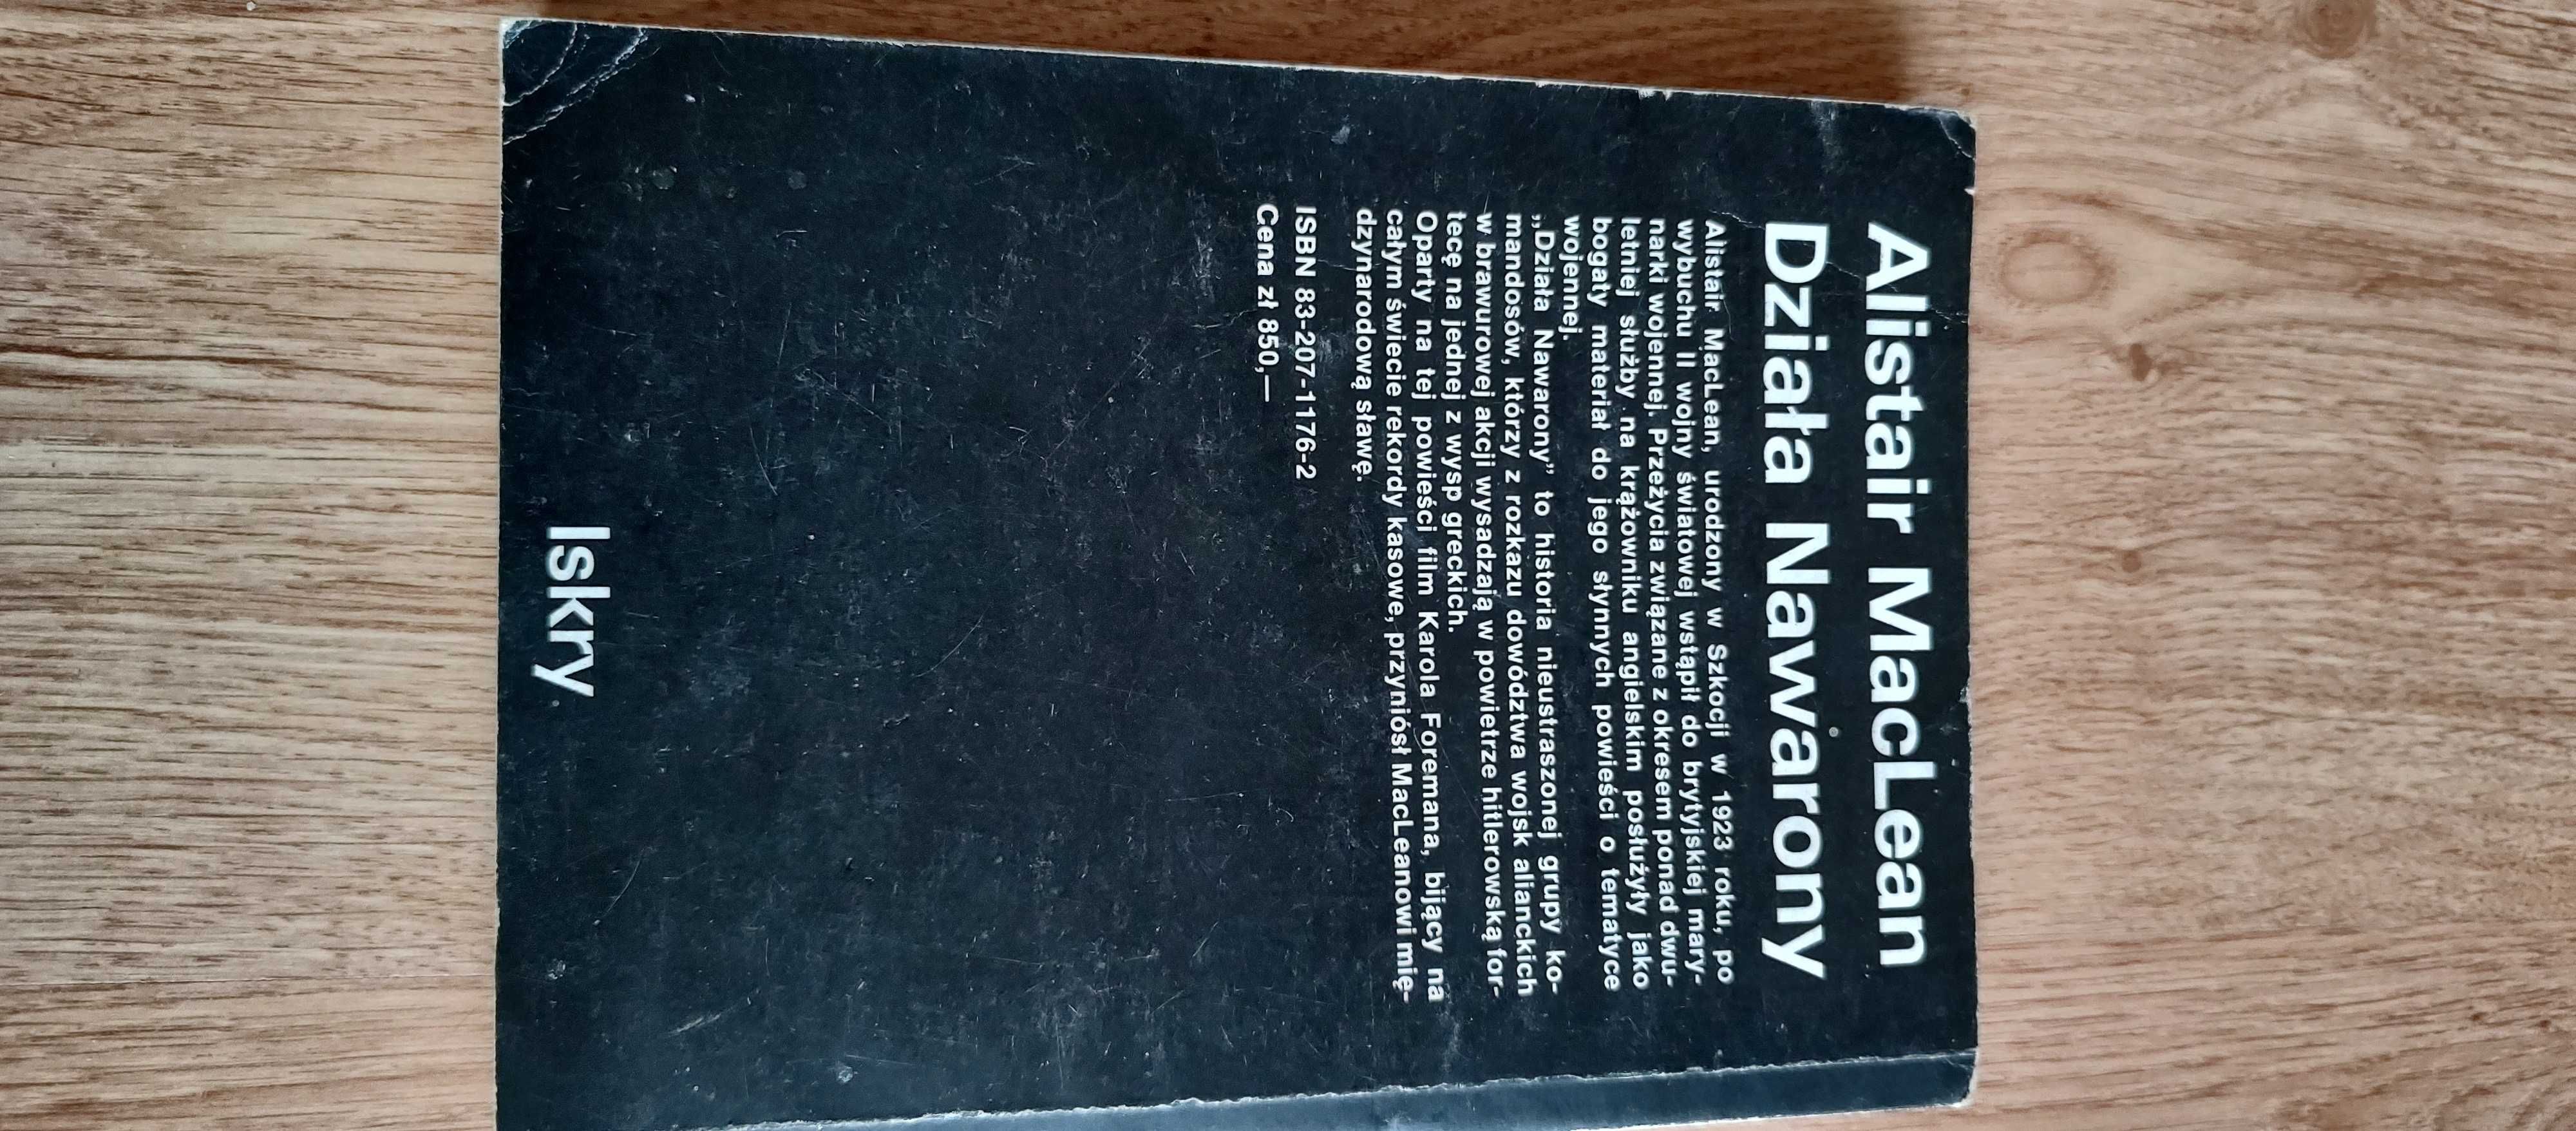 Alistair MacLean
Działa Nawarony
Alistair MacLean, urodzony w Szkocji w 1923 roku, po
wybuchu II wojny światowej wstąpił do brytyjskiej mary-
narki wojennej. Przeżycia związane z okresem ponad dwu-
letniej służby na krążowniku angielskim posłużyły jako
bogaty materiał do jego słynnych powieści o tematyce
wojennej.
„Działa Nawarony” to historia nieustraszonej grupy ko-
mandosów, którzy z rozkazu dowództwa wojsk alianckich
w brawurowej akcji wysadzają w powietrze hitlerowską for-
tecę na jednej z wysp greckich.
Oparty na tej powieści film Karola Foremana, bijący na
całym świecie rekordy kasowe, przyniósł MacLeanowi mię-
dzynarodową sławę.
ISBN 83-207-1176-2
Cena zł 850,—
Iskry